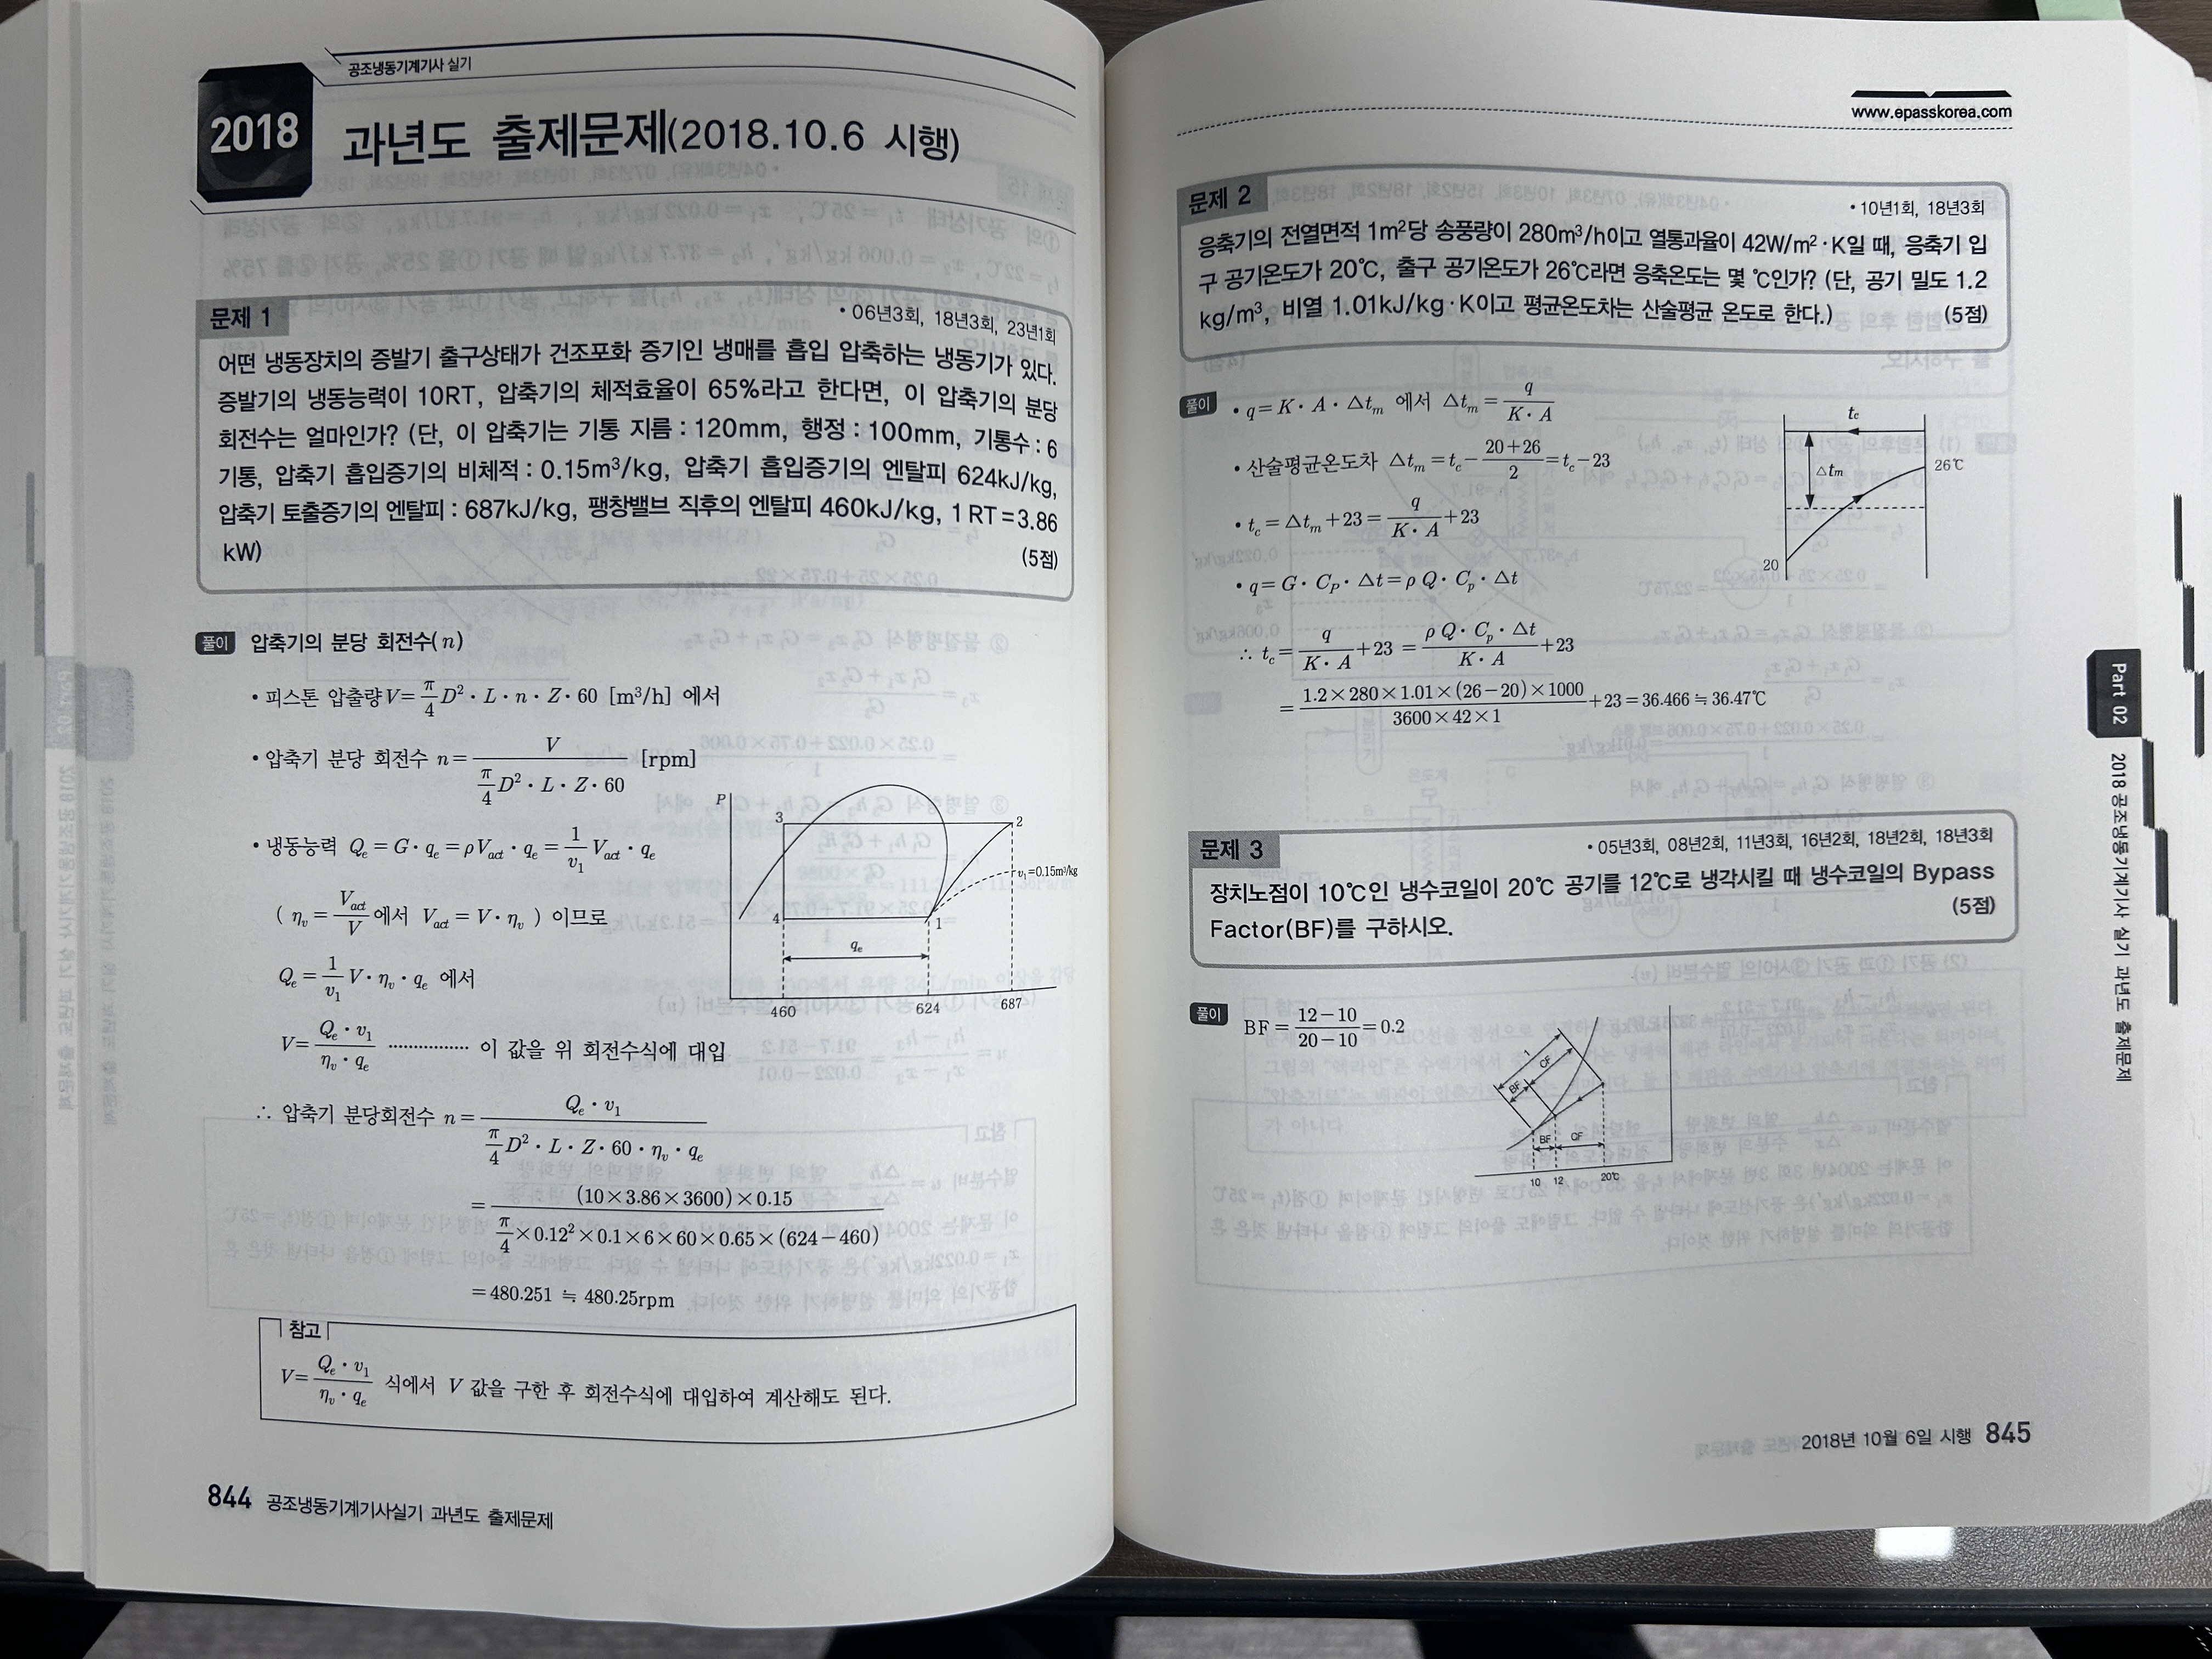 공조냉동기계기사 실기
2018
과년도 출제문제(2018.10.6 시행)
문제 1
• 06년3회, 18년3회, 23년1회
어떤 냉동장치의 증발기 출구상태가 건조포화 증기인 냉매를 흡입 압축하는 냉동기가 있다.
증발기의 냉동능력이 10RT, 압축기의 체적효율이 65%라고 한다면, 이 압축기의 분당
회전수는 얼마인가? (단, 이 압축기는 기통 지름 : 120mm, 행정 : 100mm, 기통수 : 6
기통, 압축기 흡입증기의 비체적 : 0.15m³/kg, 압축기 흡입증기의 엔탈피 624kJ/kg,
압축기 토출증기의 엔탈피 : 687kJ/kg, 팽창밸브 직후의 엔탈피 460kJ/kg, 1RT=3.86
kW) (5점)
풀이 압축기의 분당 회전수(n)
• 피스톤 압출량 V= π/4 D² · L · n · Z · 60 [m³/h] 에서
• 압축기 분당 회전수 n = V / (π/4 D² · L · Z · 60) [rpm]
• 냉동능력 Qe = G · qe = ρVact · qe = 1/v₁ Vact · qe
( ηv = Vact/V 에서 Vact = V · ηv ) 이므로
Qe = 1/v₁ V · ηv · qe 에서
V = (Qe · v₁)/(ηv · qe) ················ 이 값을 위 회전수식에 대입
∴ 압축기 분당회전수 n = (Qe · v₁) / (π/4 D² · L · Z · 60 · ηv · qe)
= ((10×3.86×3600)×0.15) / (π/4 ×0.12²×0.1×6×60×0.65×(624−460))
= 480.251 ≒ 480.25rpm
P
3
2
v₁=0.15m³/kg
4
1
qe
460
624
687
참고
V = (Qe · v₁)/(ηv · qe) 식에서 V 값을 구한 후 회전수식에 대입하여 계산해도 된다.
844 공조냉동기계기사실기 과년도 출제문제
www.epasskorea.com
문제 2
• 10년1회, 18년3회
응축기의 전열면적 1m²당 송풍량이 280m³/h이고 열통과율이 42W/m² · K일 때, 응축기 입
구 공기온도가 20℃, 출구 공기온도가 26℃라면 응축온도는 몇 ℃인가? (단, 공기 밀도 1.2
kg/m³, 비열 1.01kJ/kg · K이고 평균온도차는 산술평균 온도로 한다.) (5점)
풀이 • q = K · A · △tm 에서 △tm = q/(K · A)
• 산술평균온도차 △tm = tc − (20+26)/2 = tc − 23
• tc = △tm + 23 = q/(K · A) + 23
• q = G · CP · △t = ρ Q · Cp · △t
∴ tc = q/(K · A) + 23 = (ρ Q · Cp · △t)/(K · A) + 23
= (1.2×280×1.01×(26−20)×1000)/(3600×42×1) + 23 = 36.466 ≒ 36.47℃
tc
△tm
26℃
20
문제 3
• 05년3회, 08년2회, 11년3회, 16년2회, 18년2회, 18년3회
장치노점이 10℃인 냉수코일이 20℃ 공기를 12℃로 냉각시킬 때 냉수코일의 Bypass
Factor(BF)를 구하시오. (5점)
풀이 BF = (12−10)/(20−10) = 0.2
1
CF
BF
BF
CF
10
12
20℃
Part 02
2018 공조냉동기계기사 실기 과년도 출제문제
2018년 10월 6일 시행 845